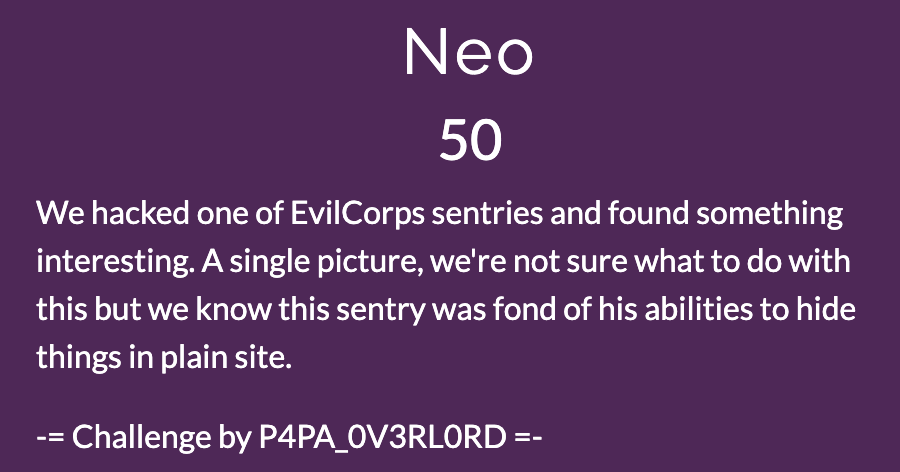 Neo
50
We hacked one of EvilCorps sentries and found something
interesting. A single picture, we're not sure what to do with
this but we know this sentry was fond of his abilities to hide
things in plain site.
-= Challenge by P4PA_0V3RL0RD =-